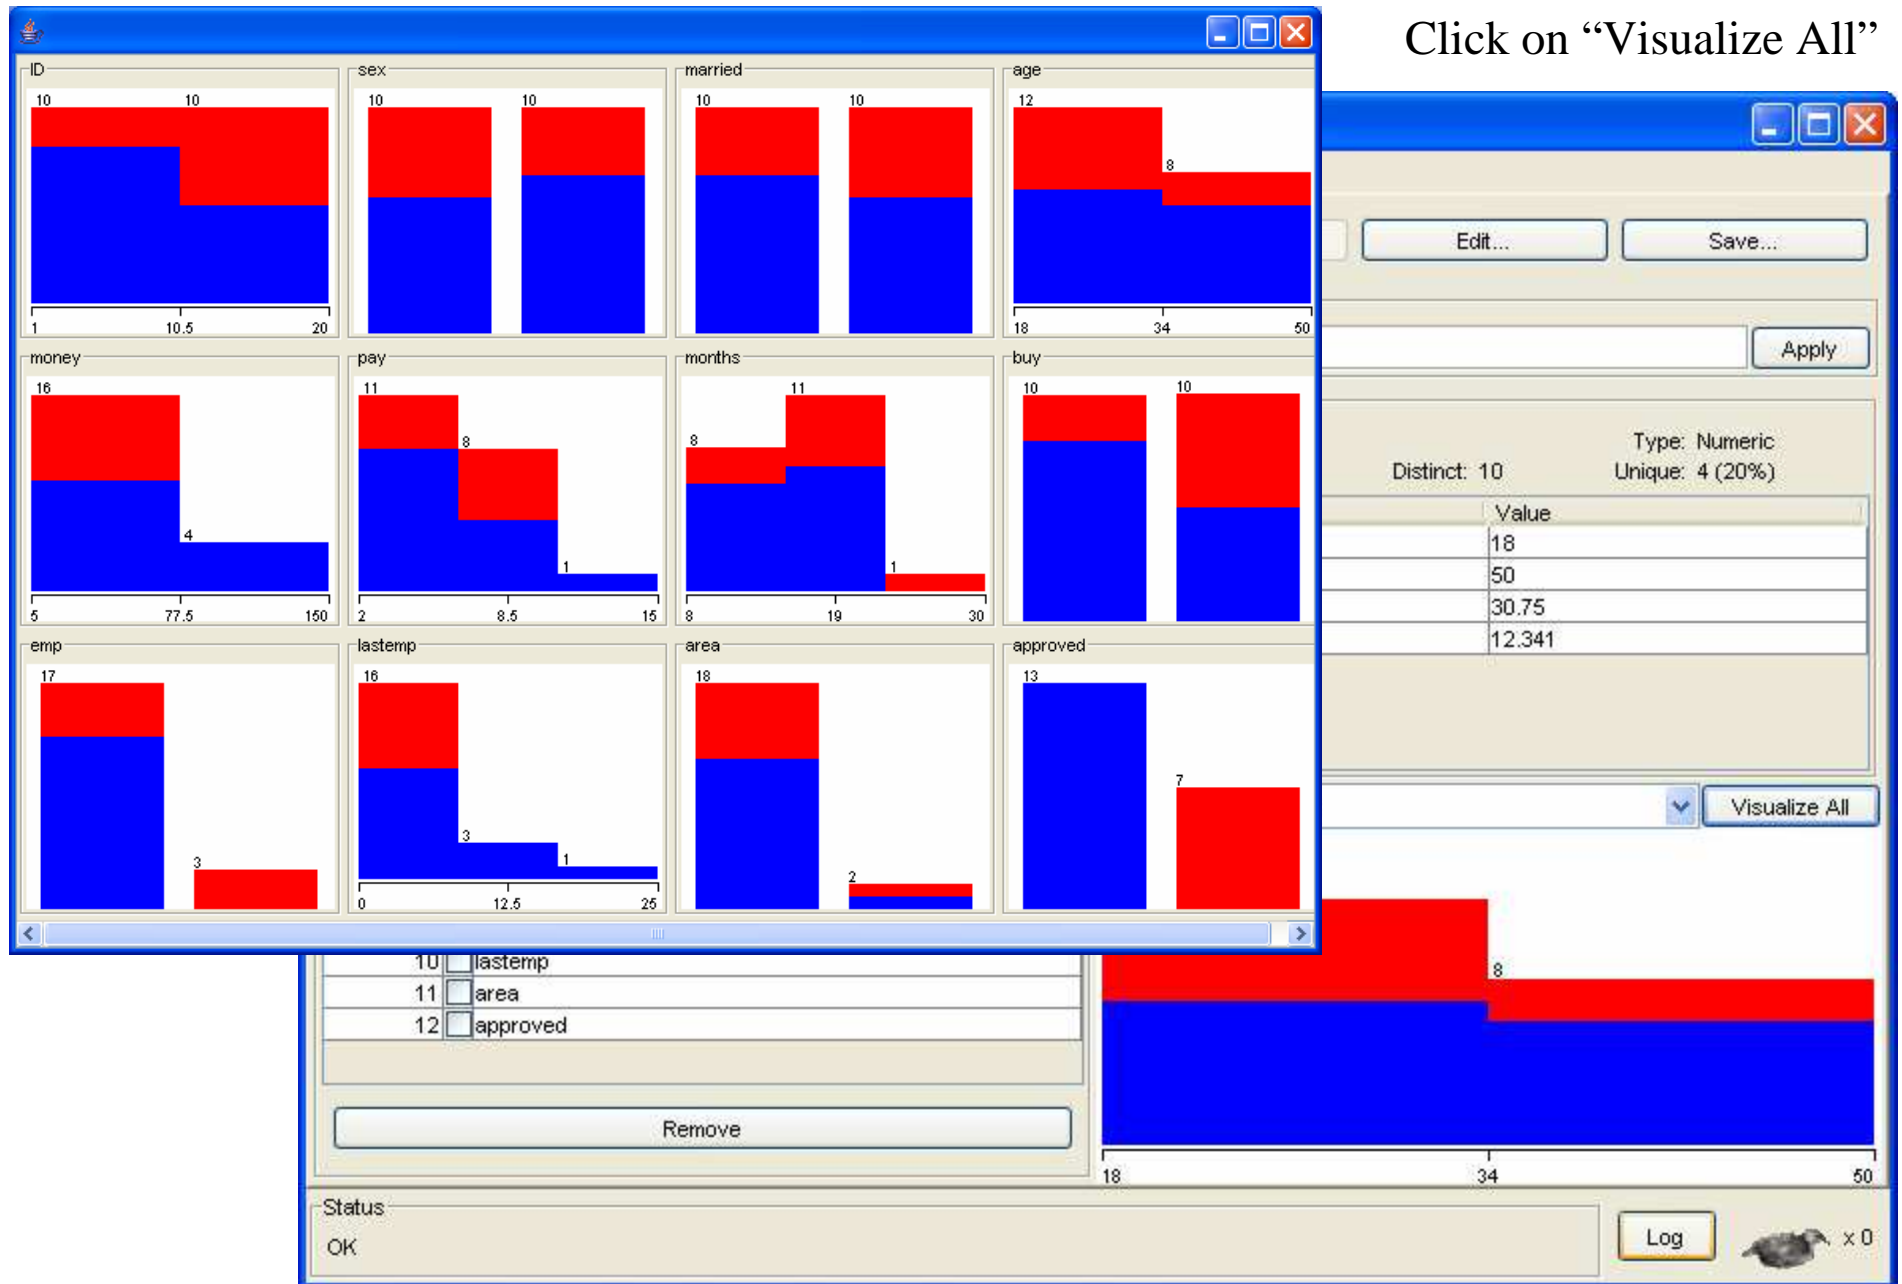 Click on “Visualize All”
ID
10 10
1 10.5 20
sex
10 10
married
10 10
age
12
8
18 34 50
money
16
4
5 77.5 150
pay
11
8
1
2 8.5 15
months
8
11
1
8 19 30
buy
10 10
emp
17
3
lastemp
16
3
1
0 12.5 25
area
18
2
approved
13
7
Edit... Save...
Apply
Type: Numeric
Distinct: 10 Unique: 4 (20%)
Value
18
50
30.75
12.341
Visualize All
10 lastemp
11 area
12 approved
Remove
8
18 34 50
Status
OK
Log
x 0